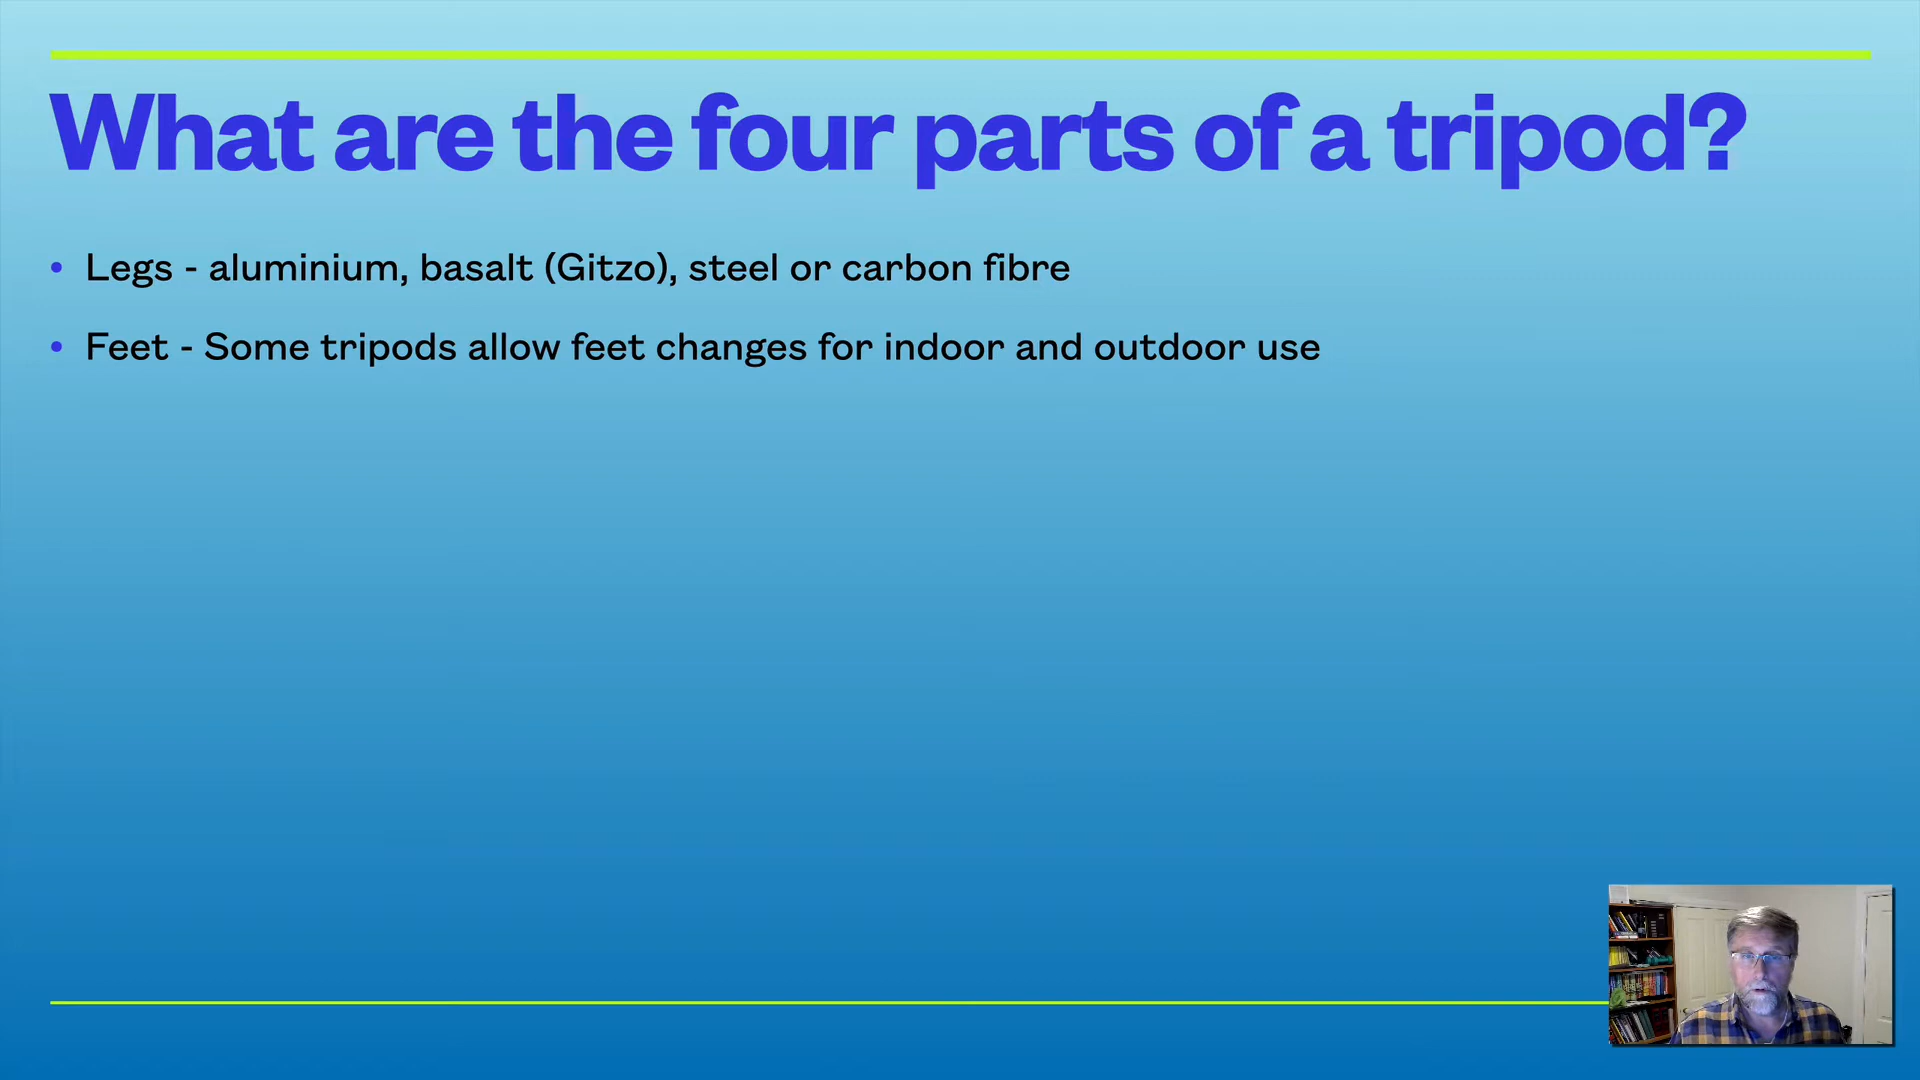 What are the four parts of a tripod?
• Legs - aluminium, basalt (Gitzo), steel or carbon fibre
• Feet - Some tripods allow feet changes for indoor and outdoor use